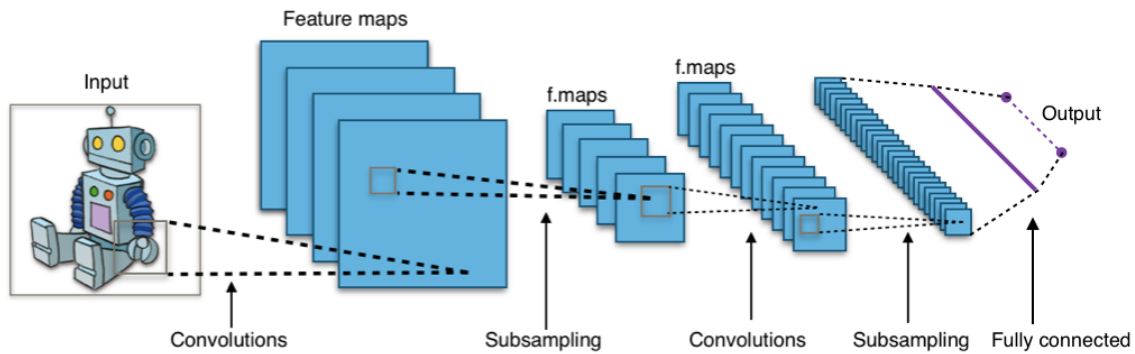 Feature maps
Input
f.maps
f.maps
Output
Convolutions
Subsampling
Convolutions
Subsampling
Fully connected